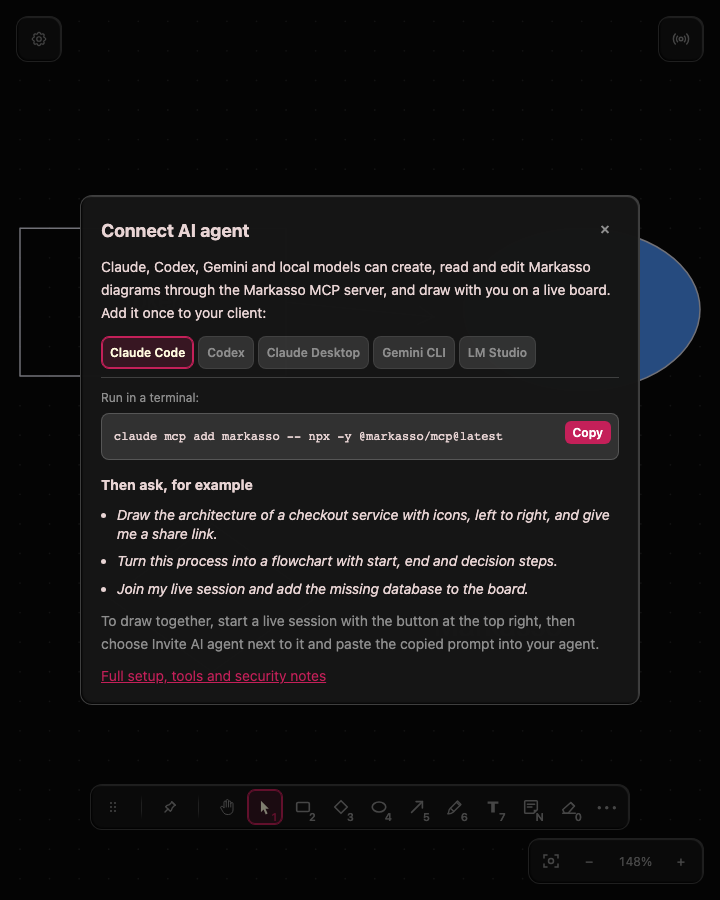 Connect AI agent
×
Claude, Codex, Gemini and local models can create, read and edit Markasso
diagrams through the Markasso MCP server, and draw with you on a live board.
Add it once to your client:
Claude Code Codex Claude Desktop Gemini CLI LM Studio
Run in a terminal:
claude mcp add markasso -- npx -y @markasso/mcp@latest Copy
Then ask, for example
• Draw the architecture of a checkout service with icons, left to right, and give
me a share link.
• Turn this process into a flowchart with start, end and decision steps.
• Join my live session and add the missing database to the board.
To draw together, start a live session with the button at the top right, then
choose Invite AI agent next to it and paste the copied prompt into your agent.
Full setup, tools and security notes
1 2 3 4 5 6 T 7 N 0
− 148% +